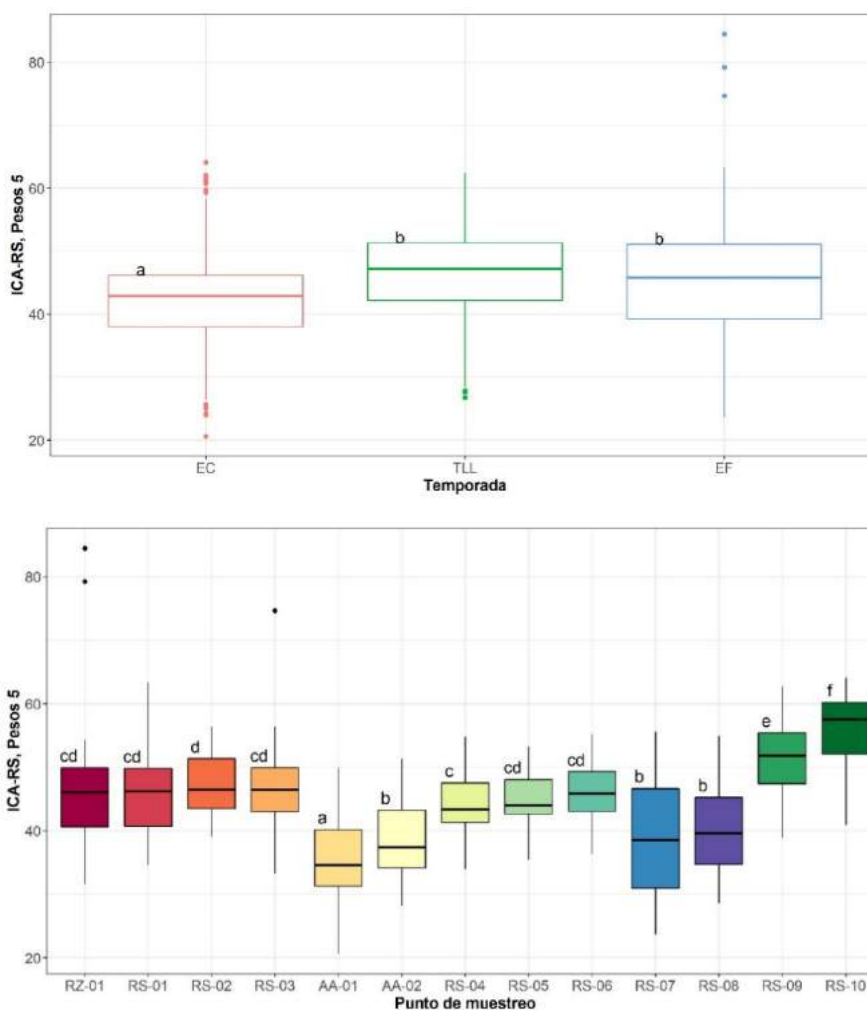 ICA-RS, Pesos 5
80
60
40
20
a
b
b
EC TLL EF
Temporada
ICA-RS, Pesos 5
80
60
40
20
cd
cd
d
cd
a
b
c
cd
cd
b
b
e
f
RZ-01 RS-01 RS-02 RS-03 AA-01 AA-02 RS-04 RS-05 RS-06 RS-07 RS-08 RS-09 RS-10
Punto de muestreo